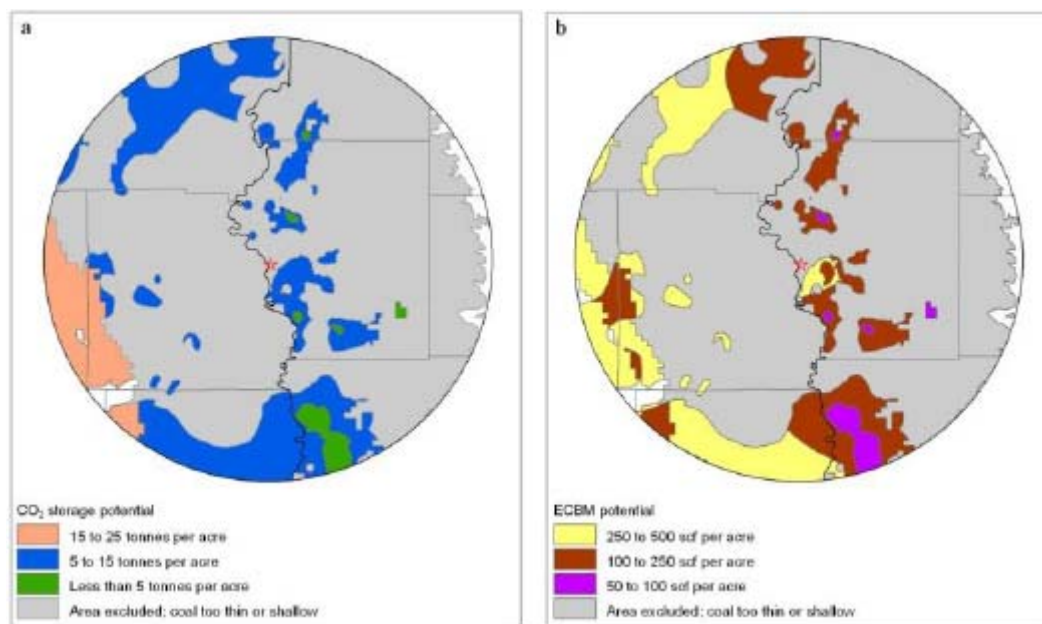 a
CO₂ storage potential
15 to 25 tonnes per acre
5 to 15 tonnes per acre
Less than 5 tonnes per acre
Area excluded: coal too thin or shallow
b
ECBM potential
250 to 500 scf per acre
100 to 250 scf per acre
50 to 100 scf per acre
Area excluded: coal too thin or shallow